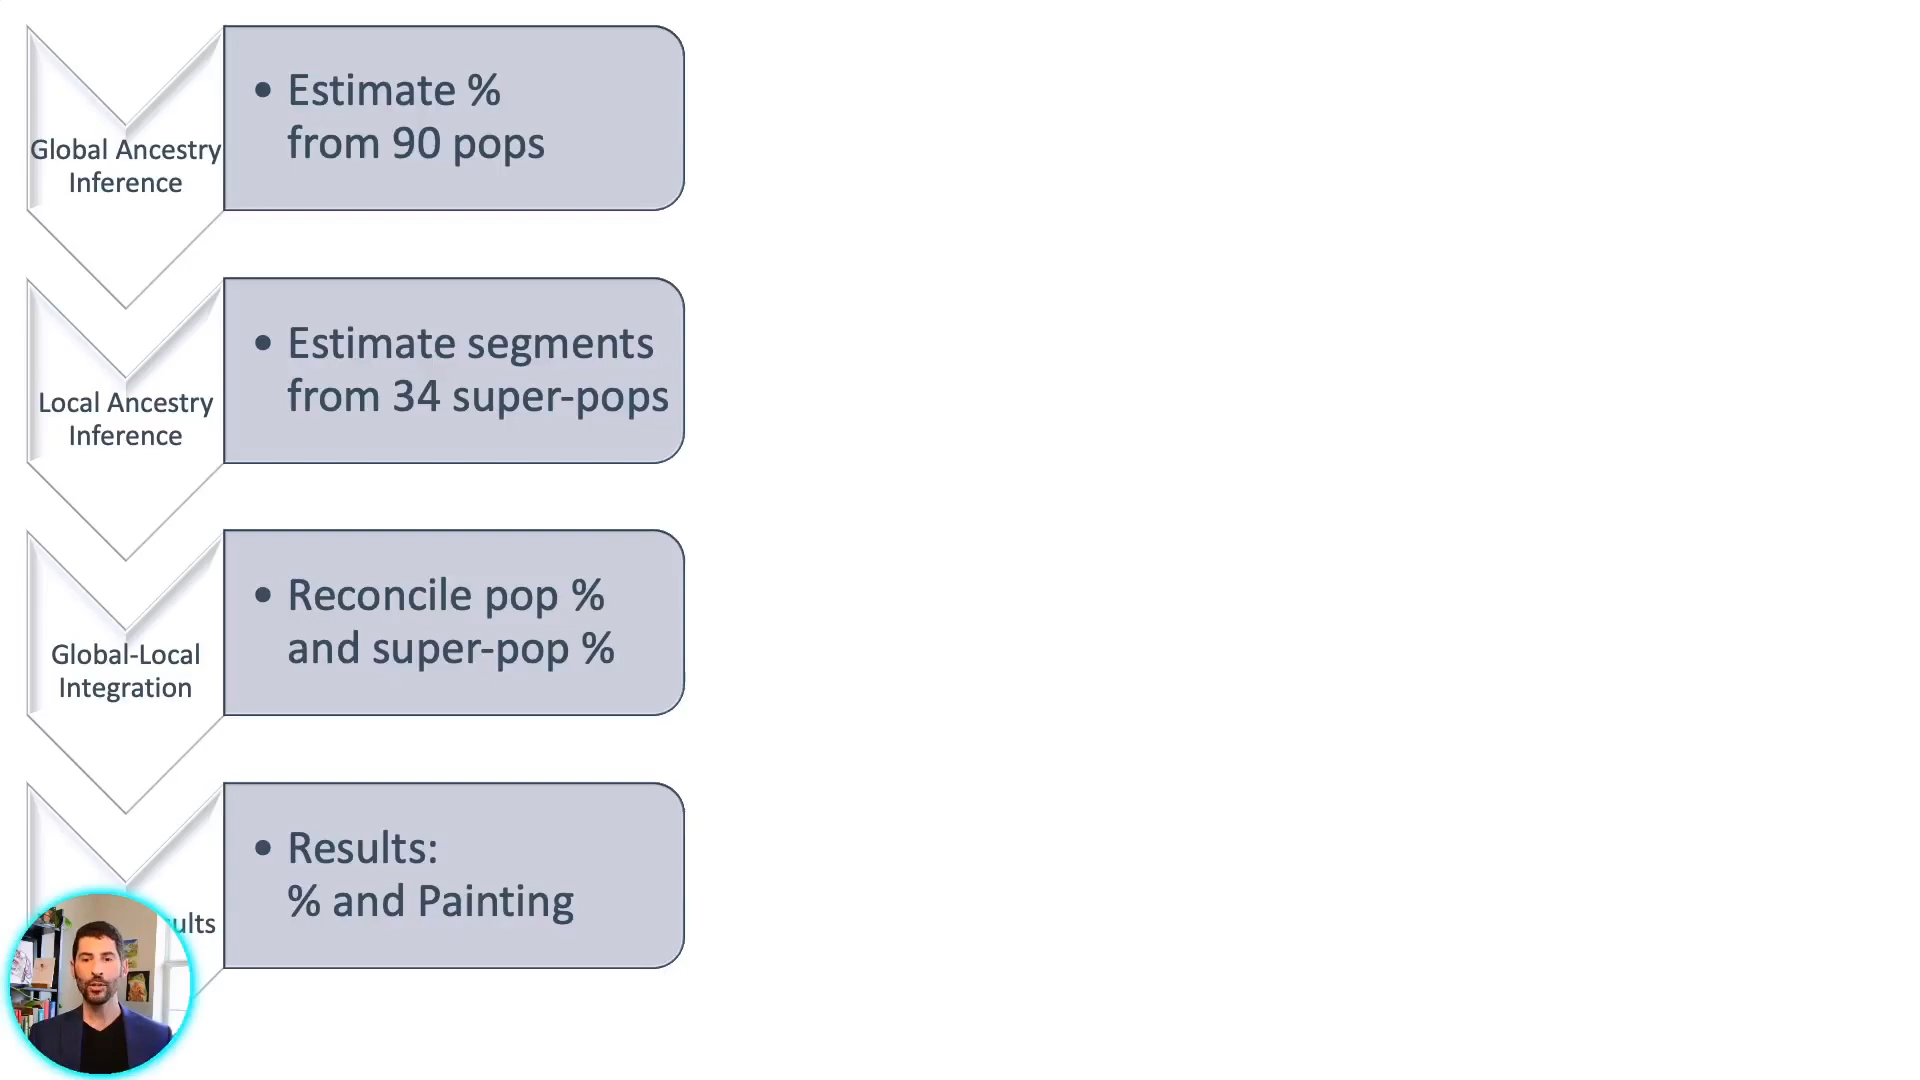 Global Ancestry
Inference
• Estimate %
from 90 pops
Local Ancestry
Inference
• Estimate segments
from 34 super-pops
Global-Local
Integration
• Reconcile pop %
and super-pop %
• Results:
% and Painting